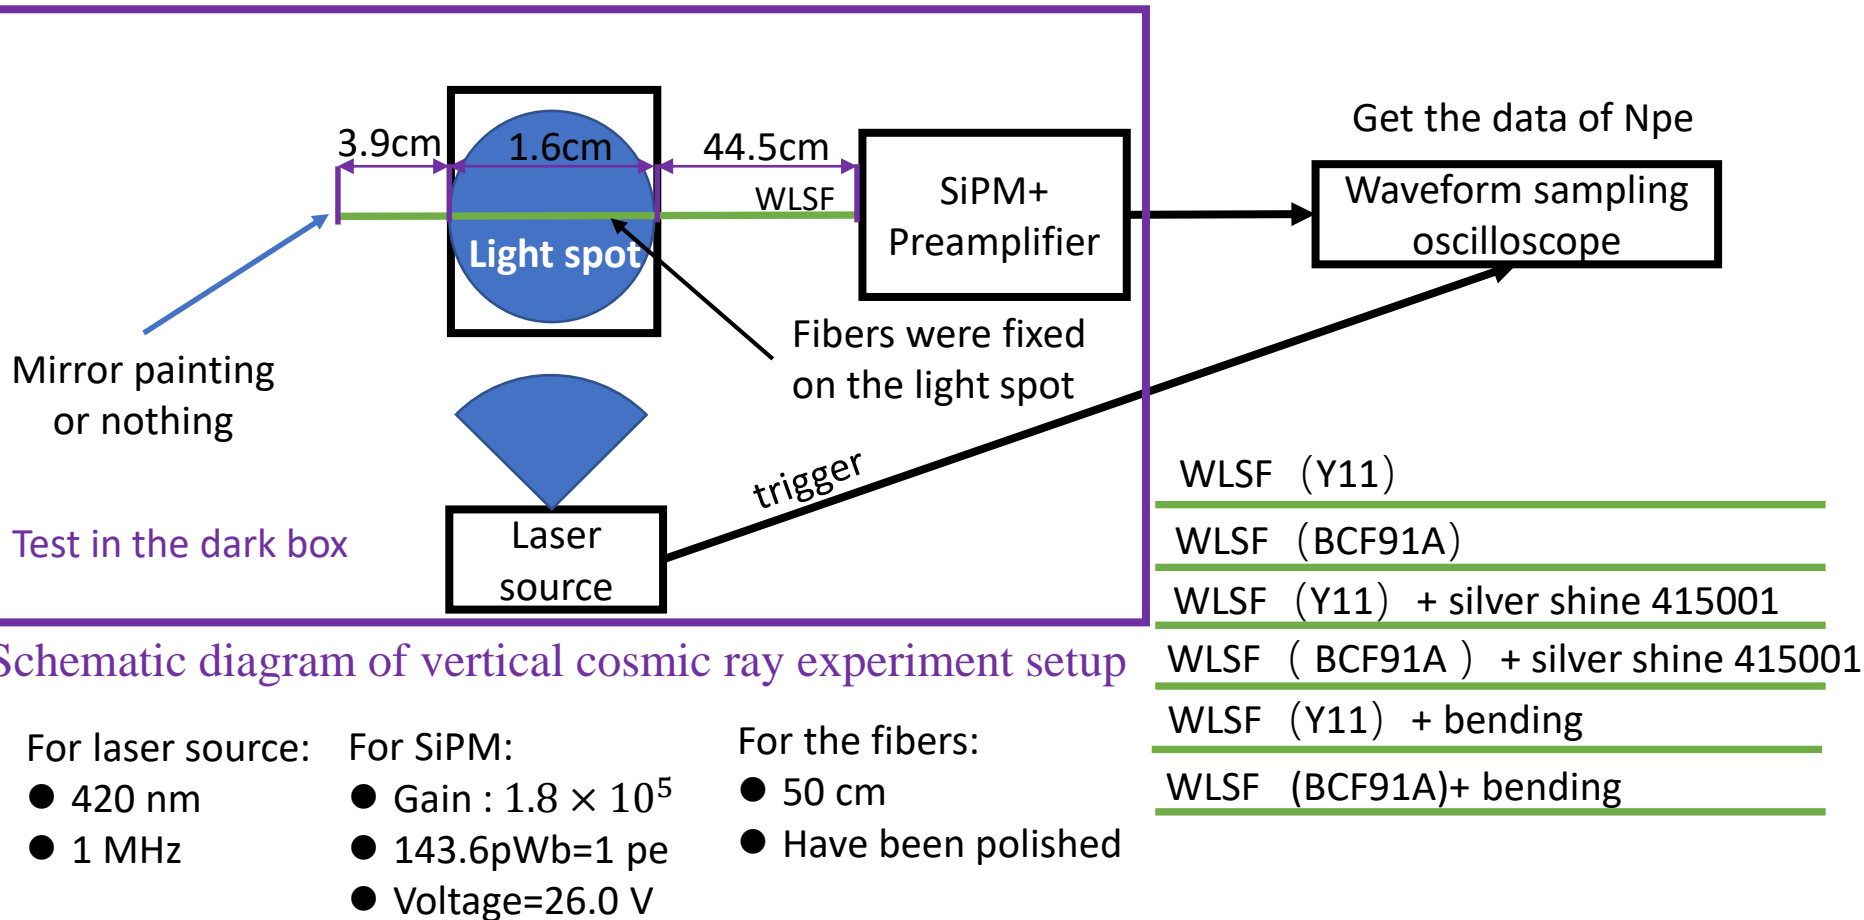 3.9cm
1.6cm
44.5cm
WLSF
Light spot
SiPM+
Preamplifier
Get the data of Npe
Waveform sampling
oscilloscope
Mirror painting
or nothing
Fibers were fixed
on the light spot
trigger
Test in the dark box
Laser
source
Schematic diagram of vertical cosmic ray experiment setup
WLSF （Y11）
WLSF （BCF91A）
WLSF （Y11） + silver shine 415001
WLSF （ BCF91A ） + silver shine 415001
WLSF （Y11） + bending
WLSF (BCF91A)+ bending
For laser source:
● 420 nm
● 1 MHz
For SiPM:
● Gain : 1.8 × 10⁵
● 143.6pWb=1 pe
● Voltage=26.0 V
For the fibers:
● 50 cm
● Have been polished